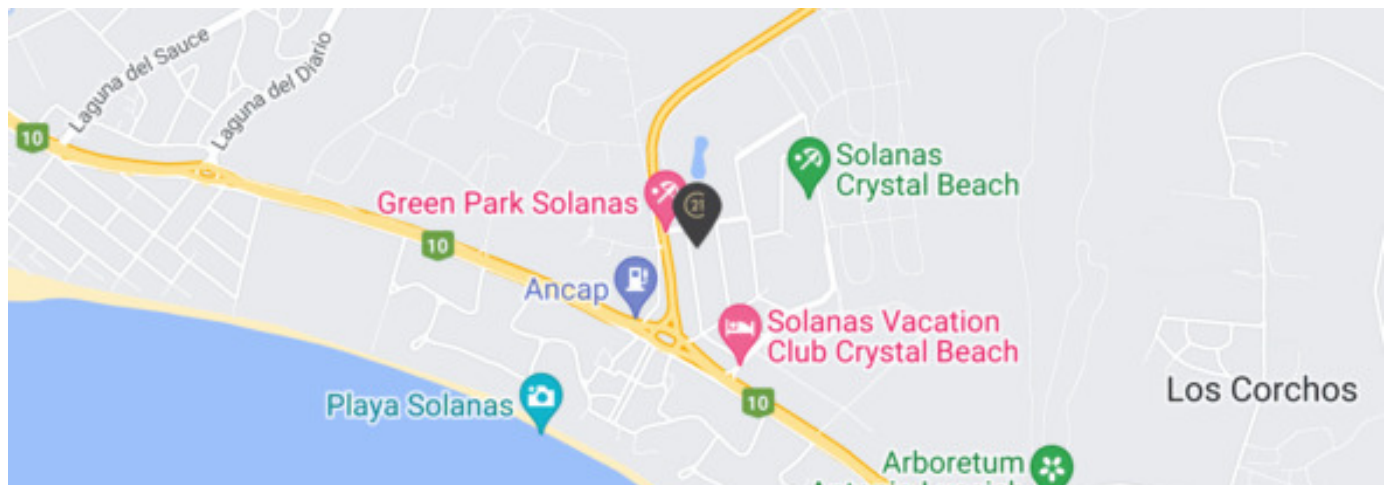 Laguna del Sauce
Laguna del Diario
10
Solanas
Crystal Beach
Green Park Solanas
21
10
Ancap
Solanas Vacation
Club Crystal Beach
Playa Solanas
10
Los Corchos
Arboretum